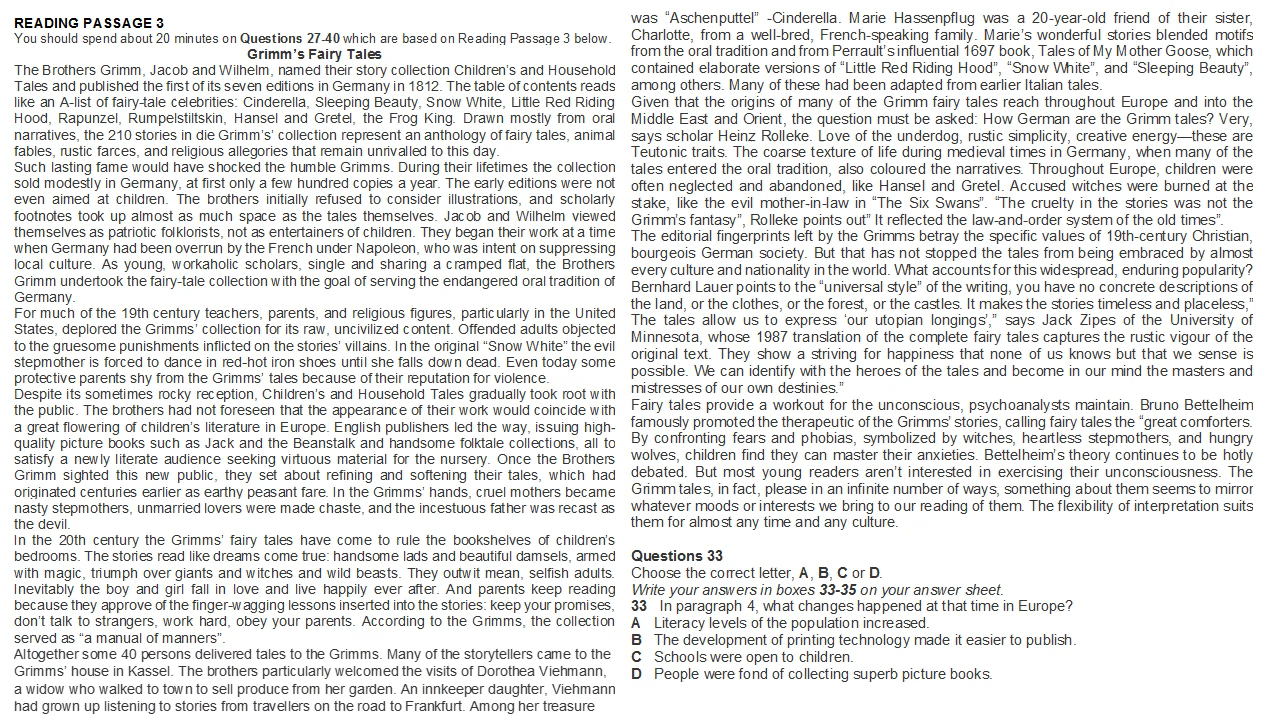 READING PASSAGE 3
You should spend about 20 minutes on Questions 27-40 which are based on Reading Passage 3 below.
Grimm's Fairy Tales
The Brothers Grimm, Jacob and Wilhelm, named their story collection Children's and Household
Tales and published the first of its seven editions in Germany in 1812. The table of contents reads
like an A-list of fairy-tale celebrities: Cinderella, Sleeping Beauty, Snow White, Little Red Riding
Hood, Rapunzel, Rumpelstiltskin, Hansel and Gretel, the Frog King. Drawn mostly from oral
narratives, the 210 stories in die Grimm's collection represent an anthology of fairy tales, animal
fables, rustic farces, and religious allegories that remain unrivalled to this day.
Such lasting fame would have shocked the humble Grimms. During their lifetimes the collection
sold modestly in Germany, at first only a few hundred copies a year. The early editions were not
even aimed at children. The brothers initially refused to consider illustrations, and scholarly
footnotes took up almost as much space as the tales themselves. Jacob and Wilhelm viewed
themselves as patriotic folklorists, not as entertainers of children. They began their work at a time
when Germany had been overrun by the French under Napoleon, who was intent on suppressing
local culture. As young, workaholic scholars, single and sharing a cramped flat, the Brothers
Grimm undertook the fairy-tale collection with the goal of serving the endangered oral tradition of
Germany.
For much of the 19th century teachers, parents, and religious figures, particularly in the United
States, deplored the Grimms' collection for its raw, uncivilized content. Offended adults objected
to the gruesome punishments inflicted on the stories' villains. In the original "Snow White" the evil
stepmother is forced to dance in red-hot iron shoes until she falls down dead. Even today some
protective parents shy from the Grimms' tales because of their reputation for violence.
Despite its sometimes rocky reception, Children's and Household Tales gradually took root with
the public. The brothers had not foreseen that the appearance of their work would coincide with
a great flowering of children's literature in Europe. English publishers led the way, issuing high-
quality picture books such as Jack and the Beanstalk and handsome folktale collections, all to
satisfy a newly literate audience seeking virtuous material for the nursery. Once the Brothers
Grimm sighted this new public, they set about refining and softening their tales, which had
originated centuries earlier as earthy peasant fare. In the Grimms' hands, cruel mothers became
nasty stepmothers, unmarried lovers were made chaste, and the incestuous father was recast as
the devil.
In the 20th century the Grimms' fairy tales have come to rule the bookshelves of children's
bedrooms. The stories read like dreams come true: handsome lads and beautiful damsels, armed
with magic, triumph over giants and witches and wild beasts. They outwit mean, selfish adults.
Inevitably the boy and girl fall in love and live happily ever after. And parents keep reading
because they approve of the finger-wagging lessons inserted into the stories: keep your promises,
don't talk to strangers, work hard, obey your parents. According to the Grimms, the collection
served as "a manual of manners".
Altogether some 40 persons delivered tales to the Grimms. Many of the storytellers came to the
Grimms' house in Kassel. The brothers particularly welcomed the visits of Dorothea Viehmann,
a widow who walked to town to sell produce from her garden. An innkeeper daughter, Viehmann
had grown up listening to stories from travellers on the road to Frankfurt. Among her treasure
was "Aschenputtel" -Cinderella. Marie Hassenpflug was a 20-year-old friend of their sister,
Charlotte, from a well-bred, French-speaking family. Marie's wonderful stories blended motifs
from the oral tradition and from Perrault's influential 1697 book, Tales of My Mother Goose, which
contained elaborate versions of "Little Red Riding Hood", "Snow White", and "Sleeping Beauty",
among others. Many of these had been adapted from earlier Italian tales.
Given that the origins of many of the Grimm fairy tales reach throughout Europe and into the
Middle East and Orient, the question must be asked: How German are the Grimm tales? Very,
says scholar Heinz Rolleke. Love of the underdog, rustic simplicity, creative energy—these are
Teutonic traits. The coarse texture of life during medieval times in Germany, when many of the
tales entered the oral tradition, also coloured the narratives. Throughout Europe, children were
often neglected and abandoned, like Hansel and Gretel. Accused witches were burned at the
stake, like the evil mother-in-law in "The Six Swans". "The cruelty in the stories was not the
Grimm's fantasy", Rolleke points out" It reflected the law-and-order system of the old times".
The editorial fingerprints left by the Grimms betray the specific values of 19th-century Christian,
bourgeois German society. But that has not stopped the tales from being embraced by almost
every culture and nationality in the world. What accounts for this widespread, enduring popularity?
Bernhard Lauer points to the "universal style" of the writing, you have no concrete descriptions of
the land, or the clothes, or the forest, or the castles. It makes the stories timeless and placeless,"
The tales allow us to express 'our utopian longings'," says Jack Zipes of the University of
Minnesota, whose 1987 translation of the complete fairy tales captures the rustic vigour of the
original text. They show a striving for happiness that none of us knows but that we sense is
possible. We can identify with the heroes of the tales and become in our mind the masters and
mistresses of our own destinies."
Fairy tales provide a workout for the unconscious, psychoanalysts maintain. Bruno Bettelheim
famously promoted the therapeutic of the Grimms' stories, calling fairy tales the "great comforters.
By confronting fears and phobias, symbolized by witches, heartless stepmothers, and hungry
wolves, children find they can master their anxieties. Bettelheim's theory continues to be hotly
debated. But most young readers aren't interested in exercising their unconsciousness. The
Grimm tales, in fact, please in an infinite number of ways, something about them seems to mirror
whatever moods or interests we bring to our reading of them. The flexibility of interpretation suits
them for almost any time and any culture.
Questions 33
Choose the correct letter, A, B, C or D.
Write your answers in boxes 33-35 on your answer sheet.
33 In paragraph 4, what changes happened at that time in Europe?
A Literacy levels of the population increased.
B The development of printing technology made it easier to publish.
C Schools were open to children.
D People were fond of collecting superb picture books.